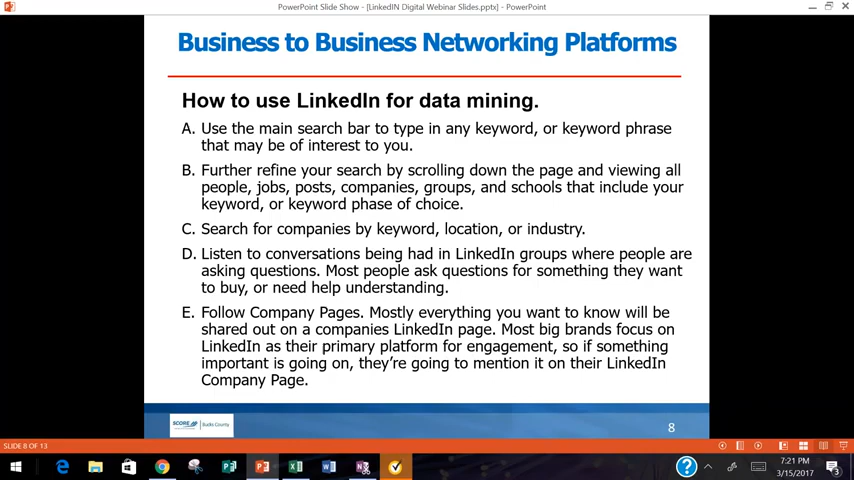 PowerPoint Slide Show - [LinkedIN Digital Webinar Slides.pptx] - PowerPoint
Business to Business Networking Platforms
How to use LinkedIn for data mining.
A. Use the main search bar to type in any keyword, or keyword phrase
that may be of interest to you.
B. Further refine your search by scrolling down the page and viewing all
people, jobs, posts, companies, groups, and schools that include your
keyword, or keyword phase of choice.
C. Search for companies by keyword, location, or industry.
D. Listen to conversations being had in LinkedIn groups where people are
asking questions. Most people ask questions for something they want
to buy, or need help understanding.
E. Follow Company Pages. Mostly everything you want to know will be
shared out on a companies LinkedIn page. Most big brands focus on
LinkedIn as their primary platform for engagement, so if something
important is going on, they're going to mention it on their LinkedIn
Company Page.
SCORE Bucks County
8
SLIDE 8 OF 13
7:21 PM
3/15/2017
3